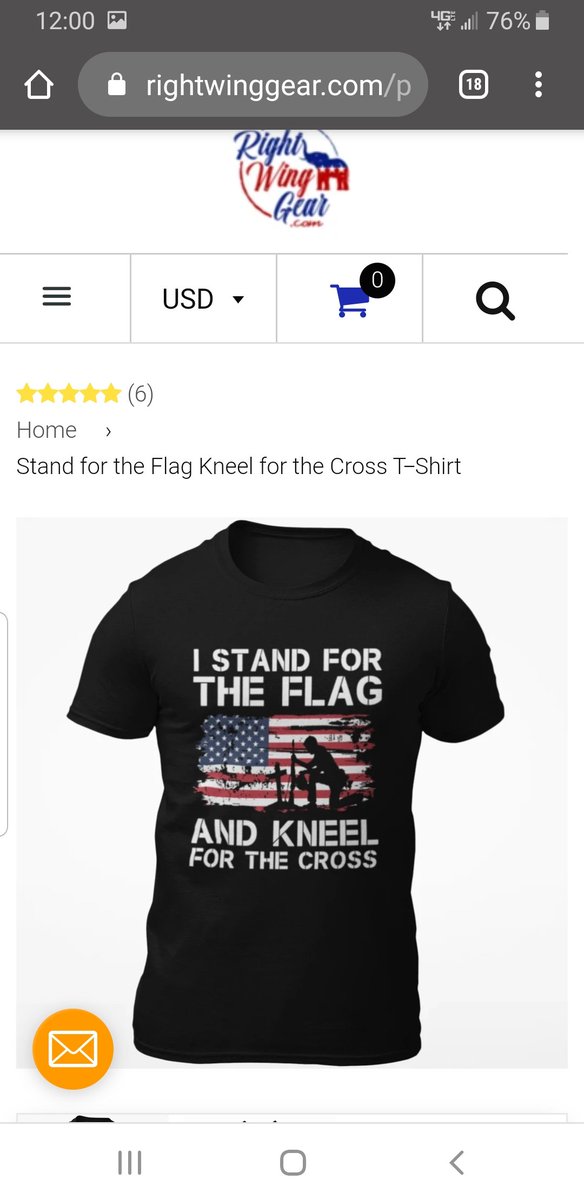 12:00
4G 76%
rightwinggear.com/p
18
Right
Wing
Gear
.com
USD
0
(6)
Home ›
Stand for the Flag Kneel for the Cross T-Shirt
I STAND FOR
THE FLAG
AND KNEEL
FOR THE CROSS